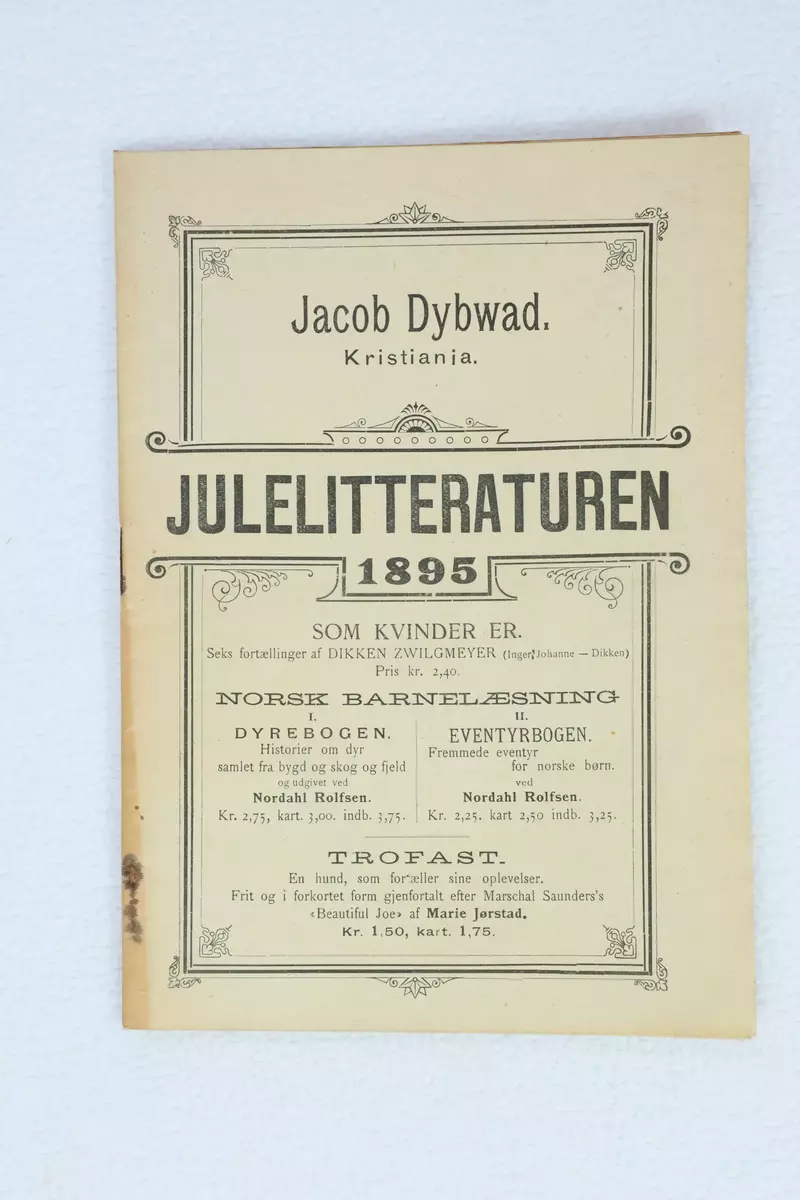 Jacob Dybwad.
Kristiania.
JULELITTERATUREN
1895
SOM KVINDER ER.
Seks fortællinger af DIKKEN ZWILGMEYER (Inger Johanne — Dikken)
Pris kr. 2,40.
NORSK BARNELÆSNING
I.
DYREBOGEN.
Historier om dyr
samlet fra bygd og skog og fjeld
og udgivet ved
Nordahl Rolfsen.
Kr. 2,75, kart. 3,00. indb. 3,75.
II.
EVENTYRBOGEN.
Fremmede eventyr
for norske børn.
ved
Nordahl Rolfsen.
Kr. 2,25. kart 2,50 indb. 3,25.
TROFAST.
En hund, som fortæller sine oplevelser.
Frit og i forkortet form gjenfortalt efter Marschal Saunders's
«Beautiful Joe» af Marie Jørstad.
Kr. 1,50, kart. 1,75.